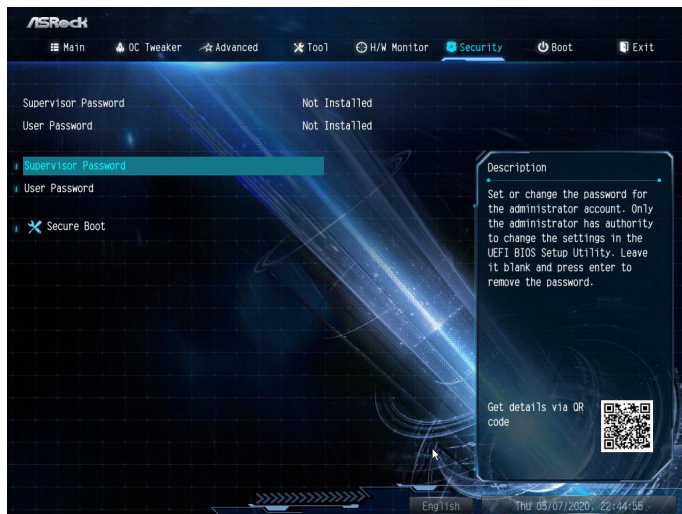 ASRock
Main OC Tweaker Advanced Tool H/W Monitor Security Boot Exit
Supervisor Password Not Installed
User Password Not Installed
Supervisor Password
User Password
Secure Boot
Description
Set or change the password for
the administrator account. Only
the administrator has authority
to change the settings in the
UEFI BIOS Setup Utility. Leave
it blank and press enter to
remove the password.
Get details via QR
code
English Thu 05/07/2020, 22:44:58